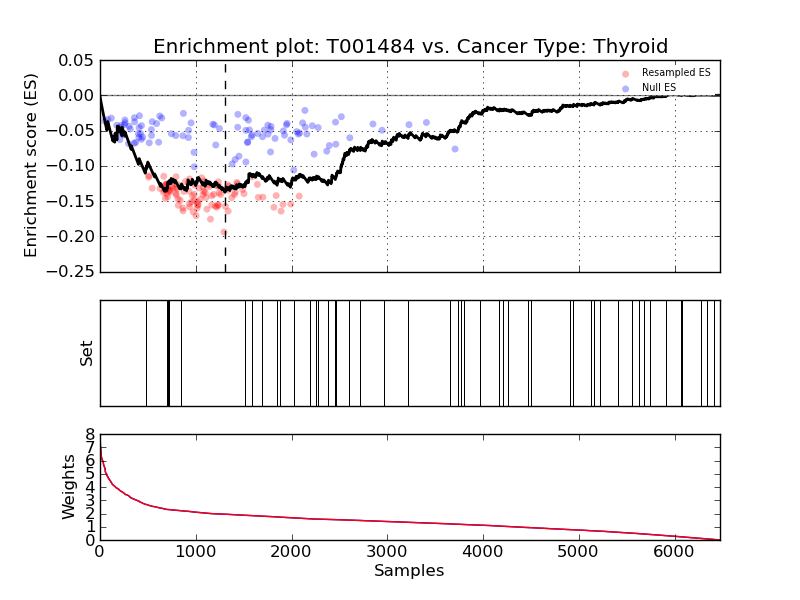 Enrichment plot: T001484 vs. Cancer Type: Thyroid
Resampled ES
Null ES
Enrichment score (ES)
0.05
0.00
−0.05
−0.10
−0.15
−0.20
−0.25
Set
Weights
8
7
6
5
4
3
2
1
0
0 1000 2000 3000 4000 5000 6000
Samples